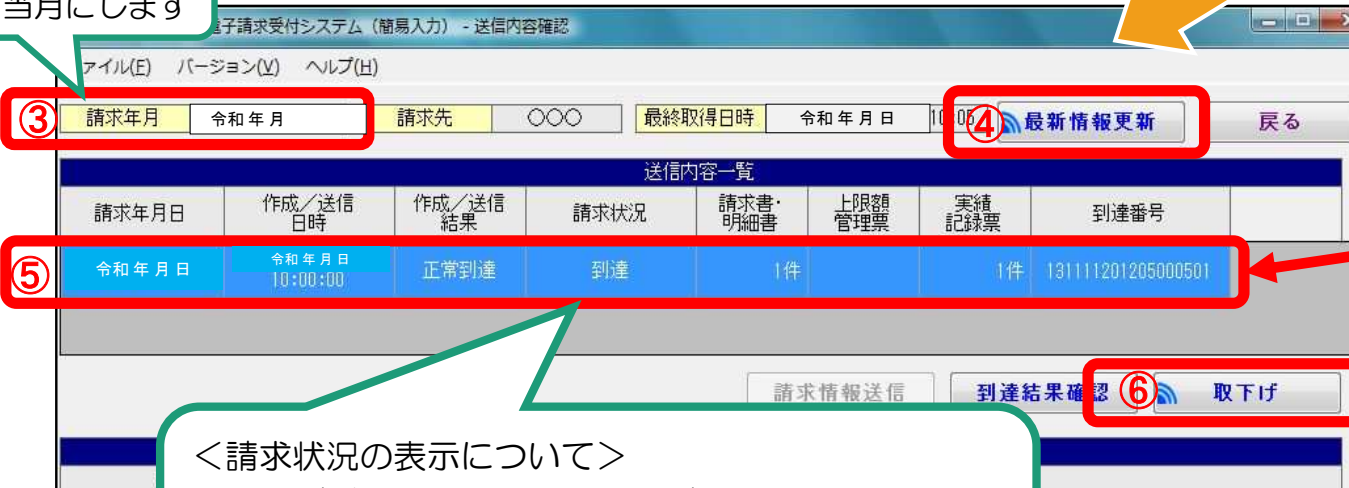 当月にします
電子請求受付システム（簡易入力） - 送信内容確認
ァイル(F) バージョン(V) ヘルプ(H)
③ 請求年月 令和 年 月 請求先 〇〇〇 最終取得日時 令和 年 月 日 ④ 最新情報更新 戻る
送信内容一覧
請求年月日 作成／送信日時 作成／送信結果 請求状況 請求書・明細書 上限額管理票 実績記録票 到達番号
⑤ 令和 年 月 日 令和 年 月 日 10:00:00 正常到達 到達 1件 1件 131111201205000501
請求情報送信 到達結果確認 ⑥ 取下げ
＜請求状況の表示について＞